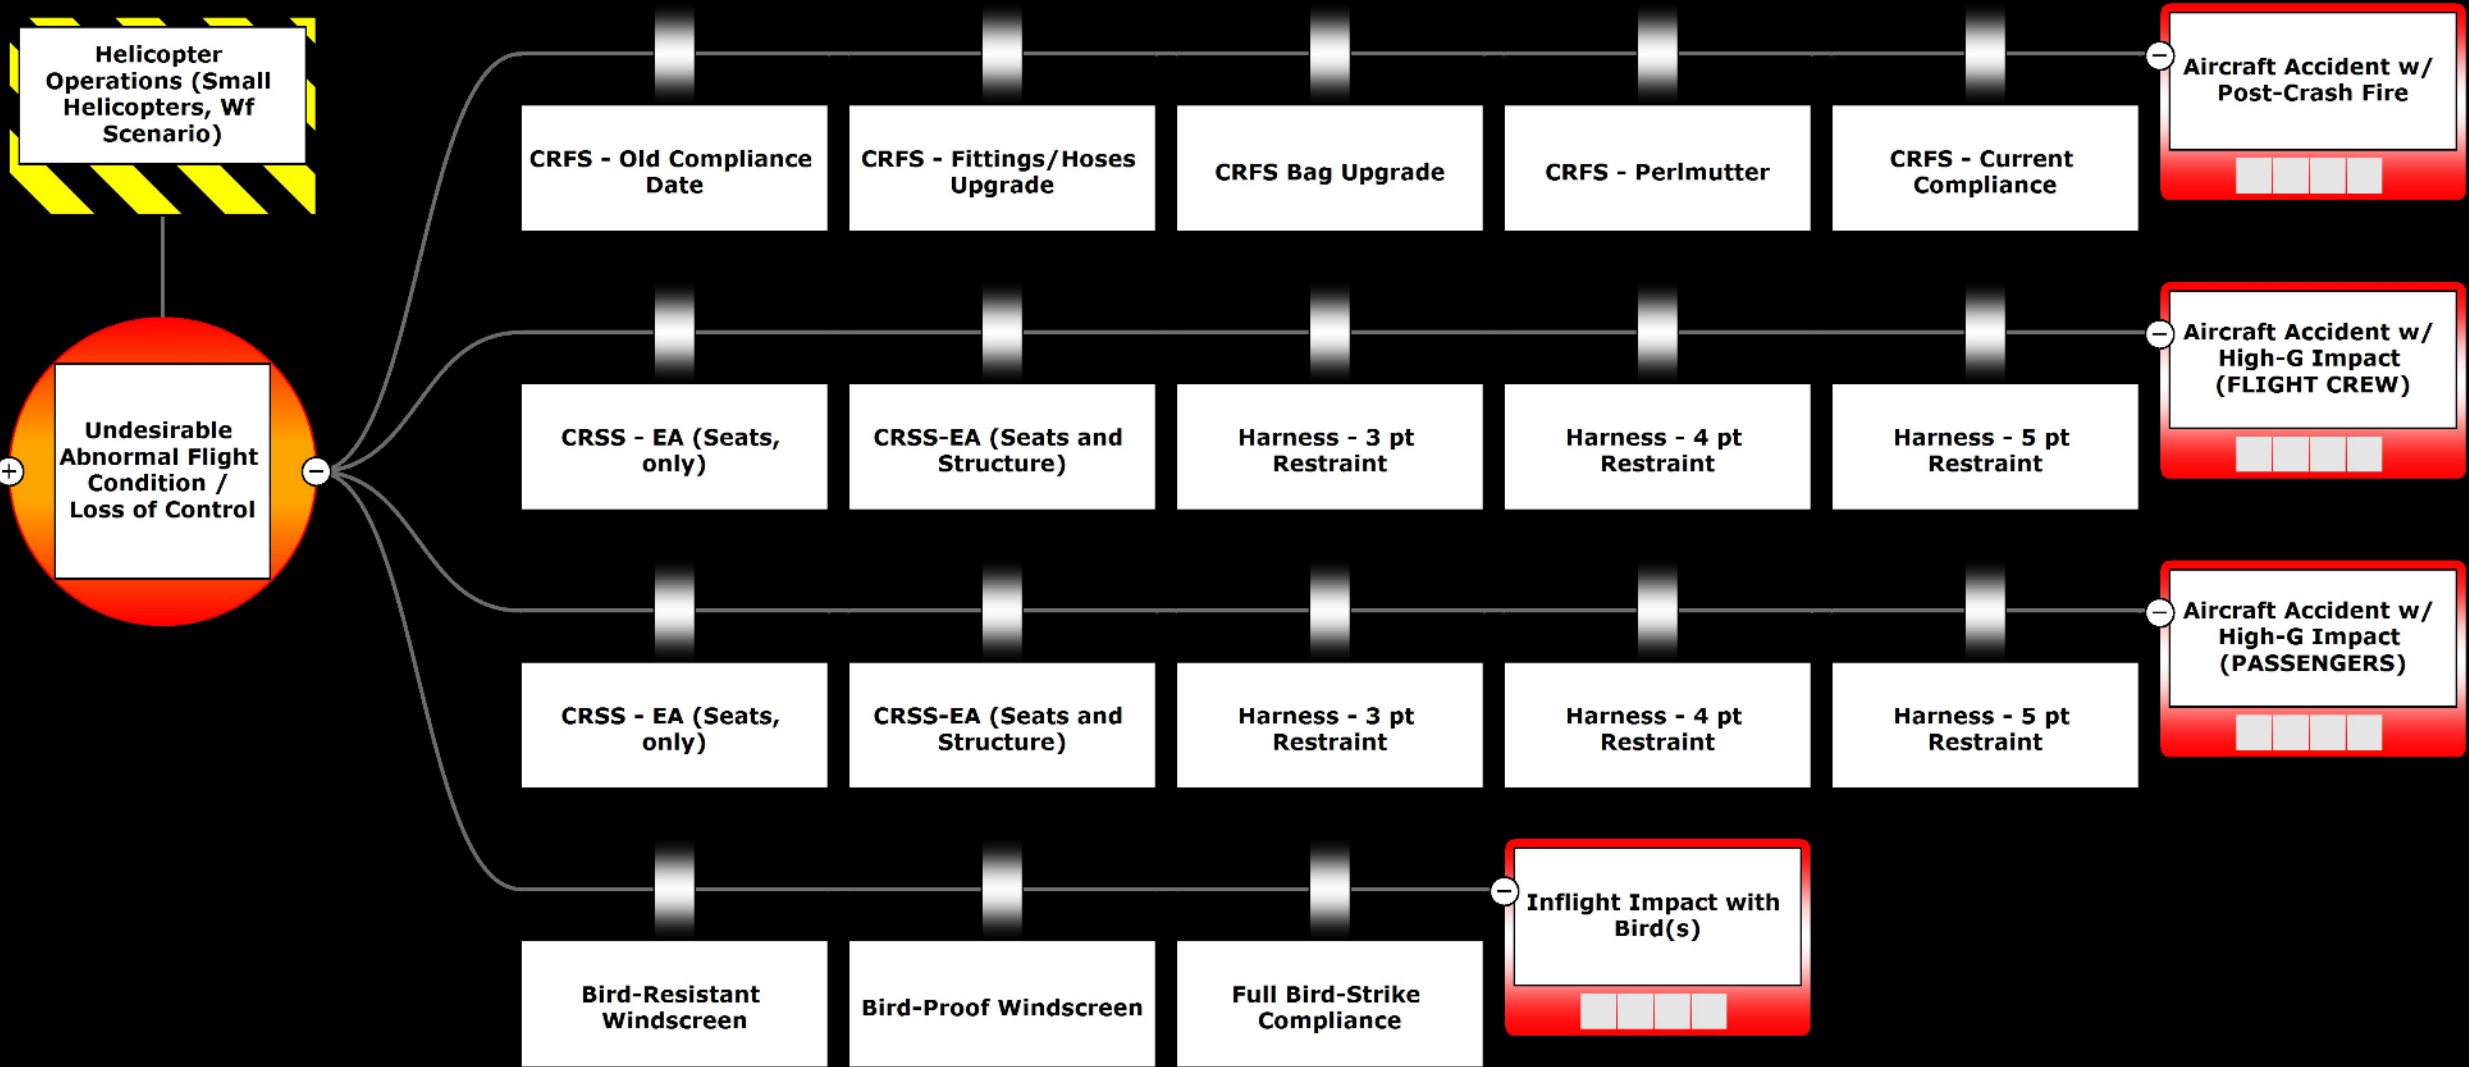 Helicopter
Operations (Small
Helicopters, Wf
Scenario)
Undesirable
Abnormal Flight
Condition /
Loss of Control
CRFS - Old Compliance
Date
CRFS - Fittings/Hoses
Upgrade
CRFS Bag Upgrade
CRFS - Perlmutter
CRFS - Current
Compliance
Aircraft Accident w/
Post-Crash Fire
CRSS - EA (Seats,
only)
CRSS-EA (Seats and
Structure)
Harness - 3 pt
Restraint
Harness - 4 pt
Restraint
Harness - 5 pt
Restraint
Aircraft Accident w/
High-G Impact
(FLIGHT CREW)
CRSS - EA (Seats,
only)
CRSS-EA (Seats and
Structure)
Harness - 3 pt
Restraint
Harness - 4 pt
Restraint
Harness - 5 pt
Restraint
Aircraft Accident w/
High-G Impact
(PASSENGERS)
Bird-Resistant
Windscreen
Bird-Proof Windscreen
Full Bird-Strike
Compliance
Inflight Impact with
Bird(s)